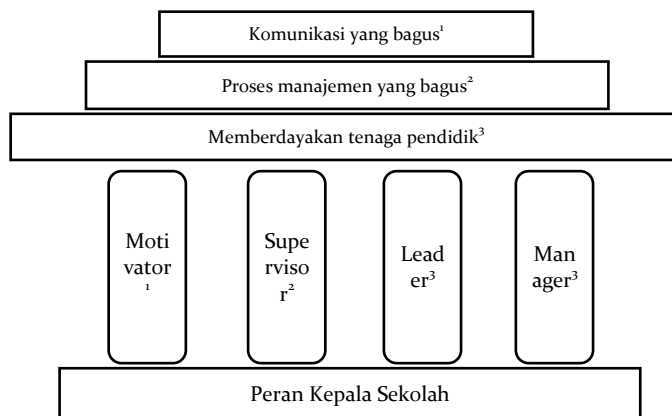 Komunikasi yang bagus¹
Proses manajemen yang bagus²
Memberdayakan tenaga pendidik³
Moti
vator
¹
Supe
rviso
r²
Lead
er³
Man
ager³
Peran Kepala Sekolah